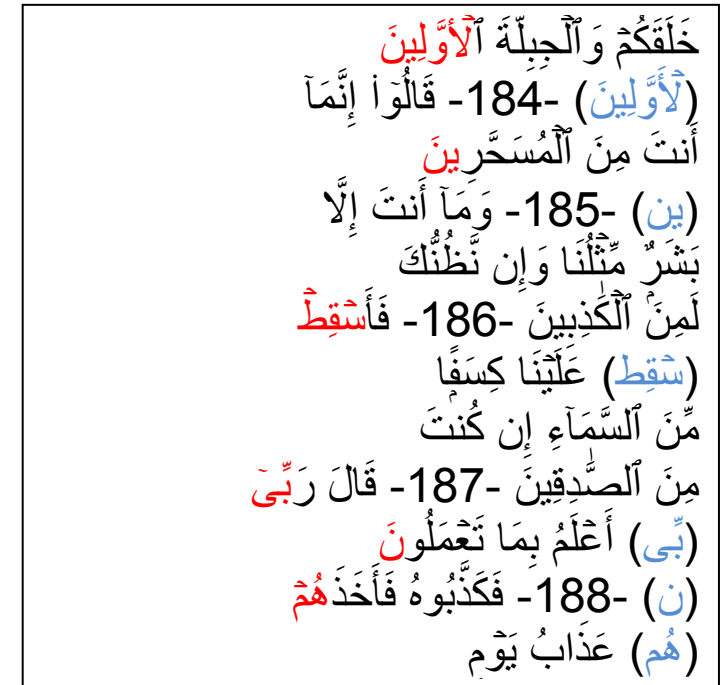 خَلَقَكُمْ وَٱلْجِبِلَّةَ ٱلْأَوَّلِينَ
(لْأَوَّلِينَ) -184- قَالُوٓاْ إِنَّمَآ
أَنتَ مِنَ ٱلْمُسَحَّرِينَ
(ين) -185- وَمَآ أَنتَ إِلَّا
بَشَرٌ مِّثْلُنَا وَإِن نَّظُنُّكَ
لَمِنَ ٱلْكَٰذِبِينَ -186- فَأَسْقِطْ
(سْقِط) عَلَيْنَا كِسَفًا
مِّنَ ٱلسَّمَآءِ إِن كُنتَ
مِنَ ٱلصَّٰدِقِينَ -187- قَالَ رَبِّىٓ
(بِّى) أَعْلَمُ بِمَا تَعْمَلُونَ
(ن) -188- فَكَذَّبُوهُ فَأَخَذَهُمْ
(هُم) عَذَابُ يَوْمِ